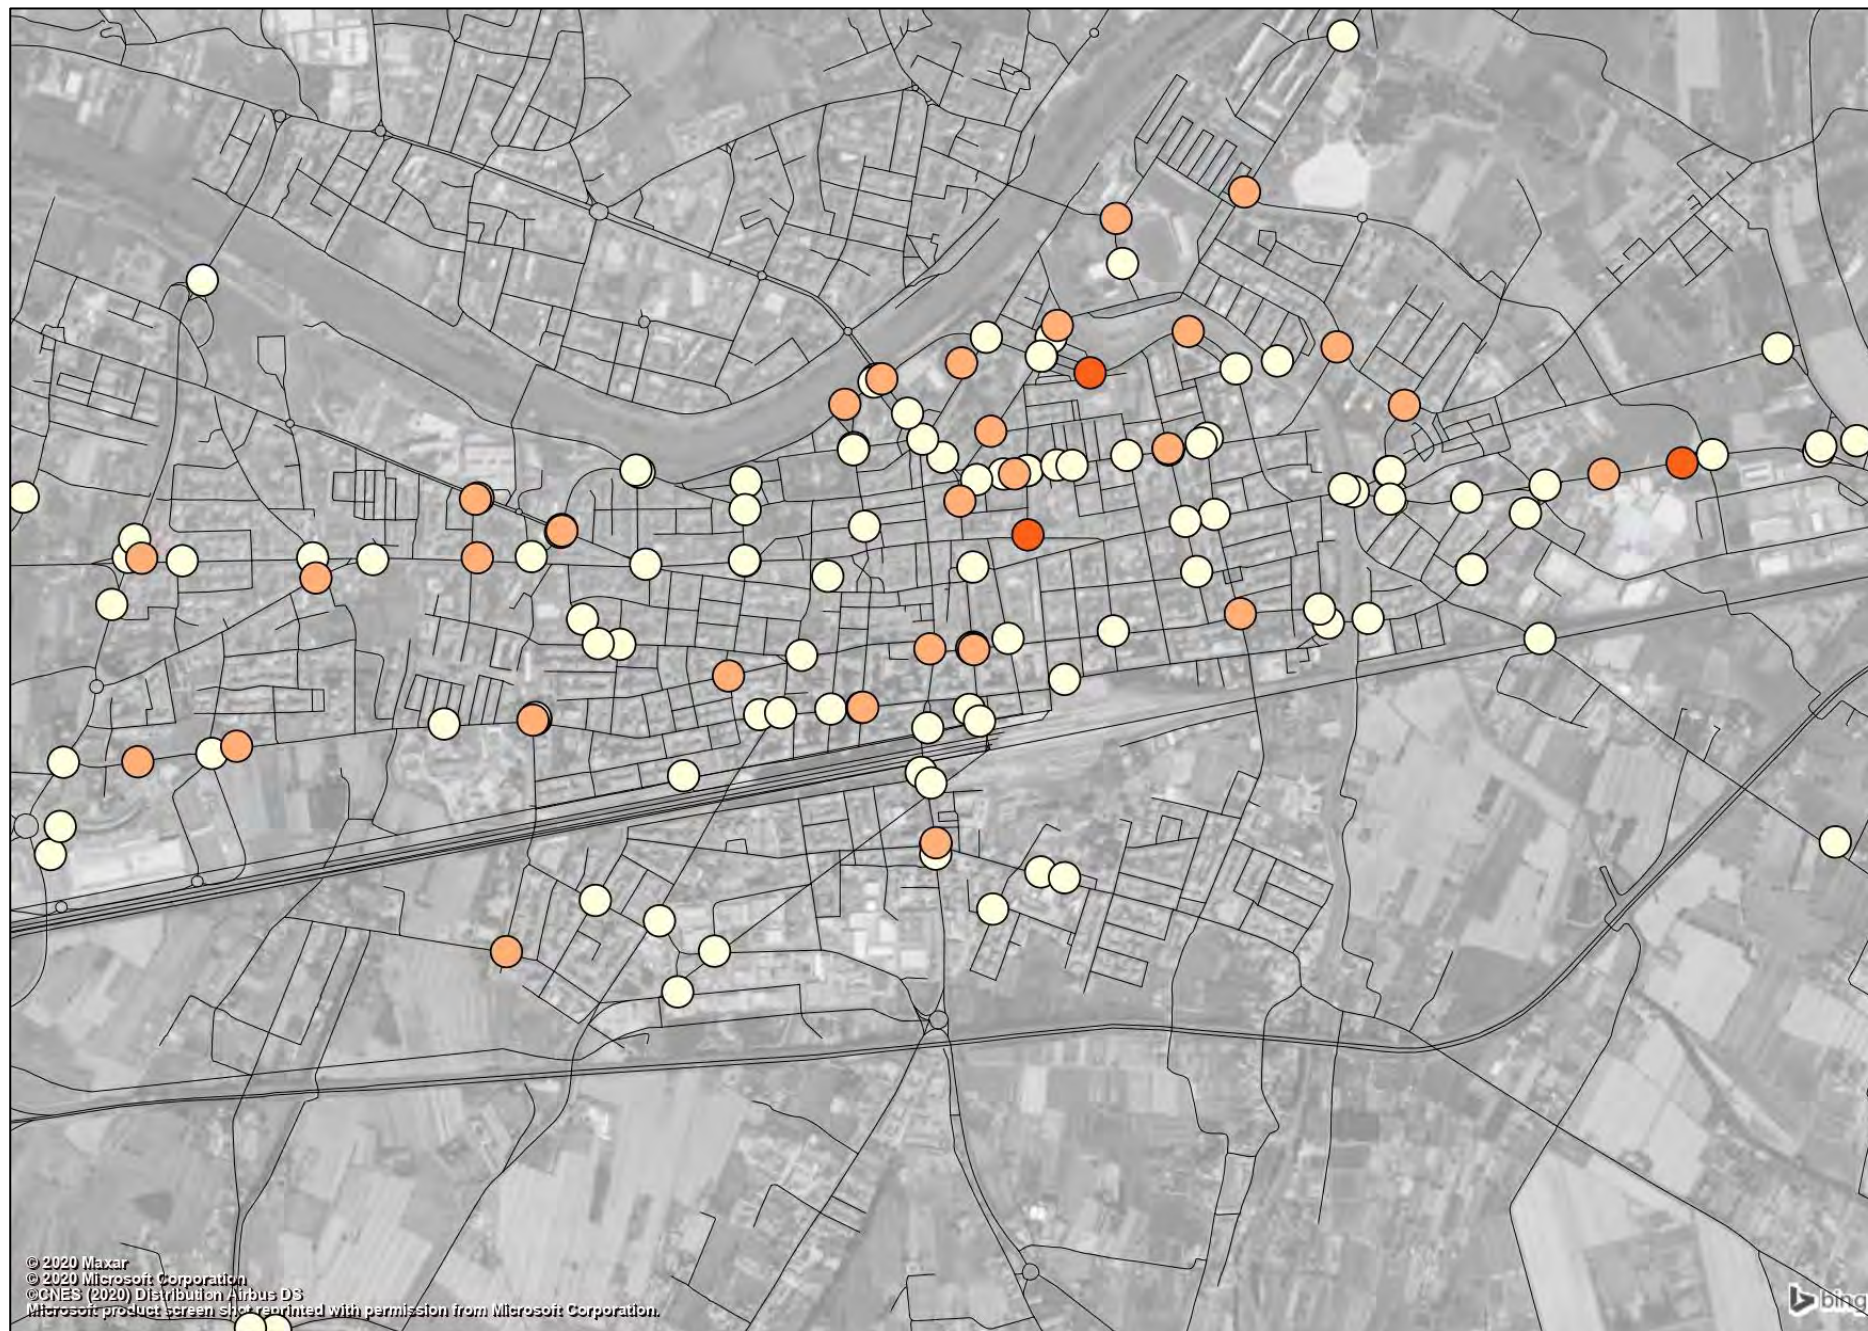 © 2020 Maxar
© 2020 Microsoft Corporation
©CNES (2020) Distribution Airbus DS
Microsoft product screen shot reprinted with permission from Microsoft Corporation.
bing